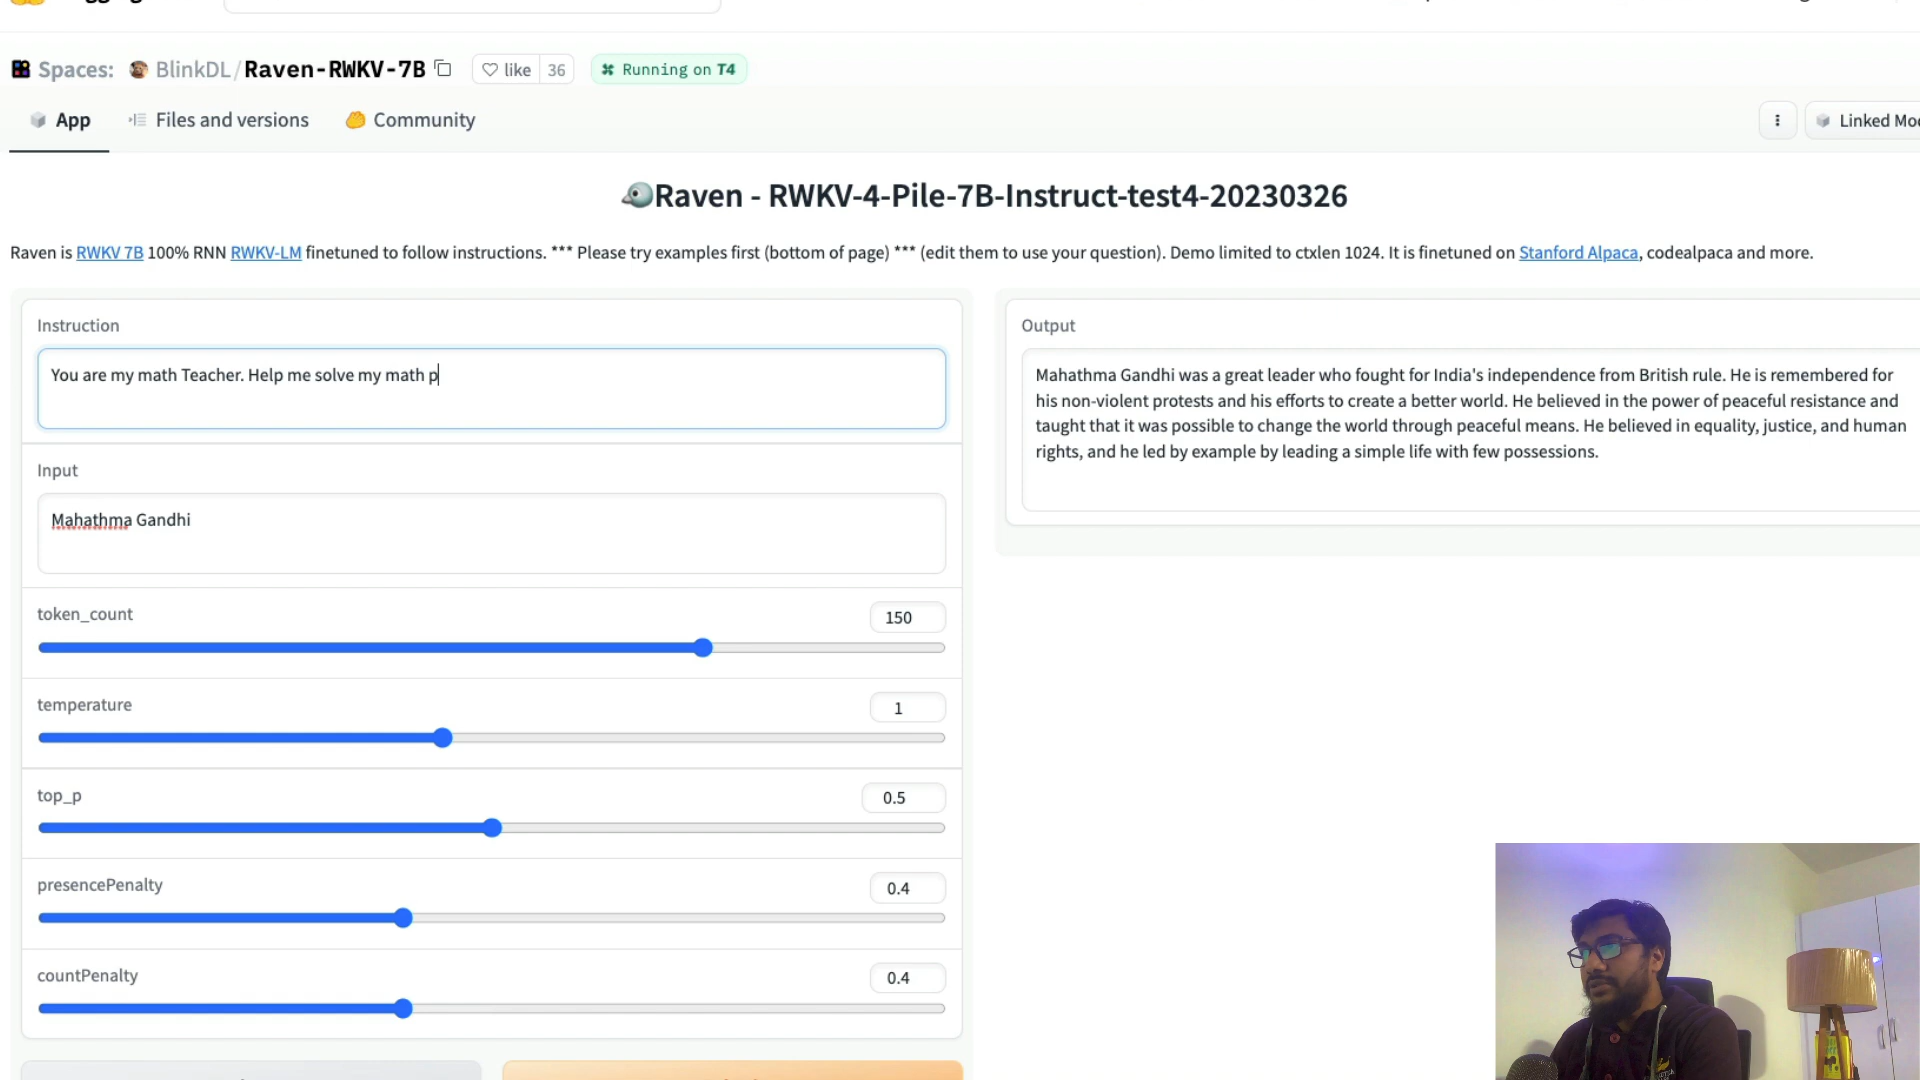 Spaces: BlinkDL/Raven-RWKV-7B like 36 Running on T4
App Files and versions Community
Linked Mod
Raven - RWKV-4-Pile-7B-Instruct-test4-20230326
Raven is RWKV 7B 100% RNN RWKV-LM finetuned to follow instructions. *** Please try examples first (bottom of page) *** (edit them to use your question). Demo limited to ctxlen 1024. It is finetuned on Stanford Alpaca, codealpaca and more.
Instruction
You are my math Teacher. Help me solve my math p
Input
Mahathma Gandhi
token_count
150
temperature
1
top_p
0.5
presencePenalty
0.4
countPenalty
0.4
Output
Mahathma Gandhi was a great leader who fought for India's independence from British rule. He is remembered for
his non-violent protests and his efforts to create a better world. He believed in the power of peaceful resistance and
taught that it was possible to change the world through peaceful means. He believed in equality, justice, and human
rights, and he led by example by leading a simple life with few possessions.